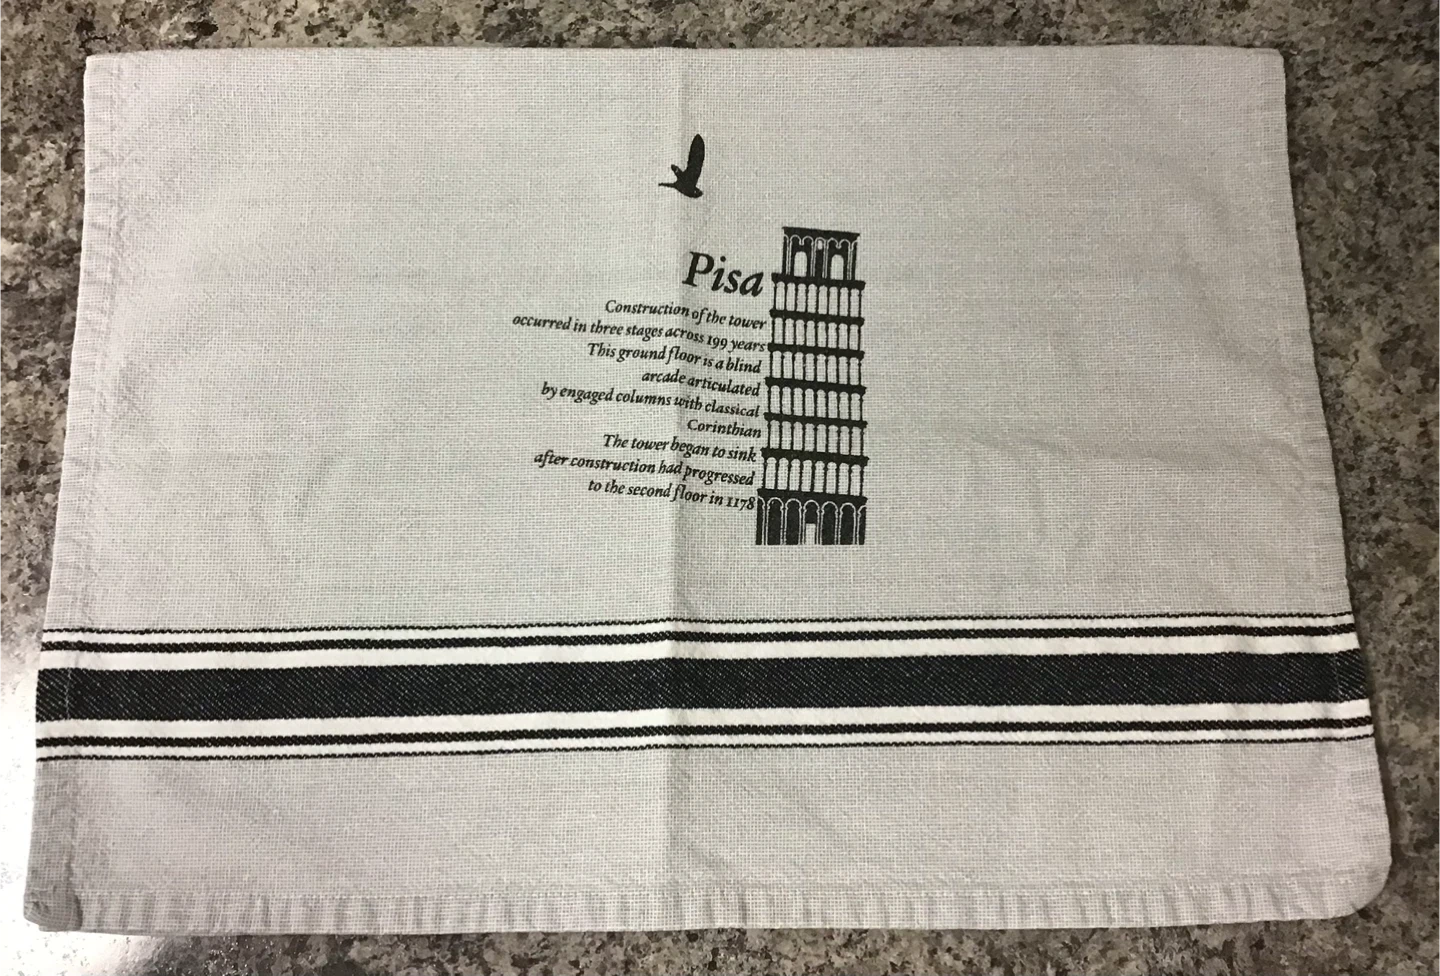 Pisa
Construction of the tower
occurred in three stages across 199 years
This ground floor is a blind
arcade articulated
by engaged columns with classical
Corinthian
The tower began to sink
after construction had progressed
to the second floor in 1178